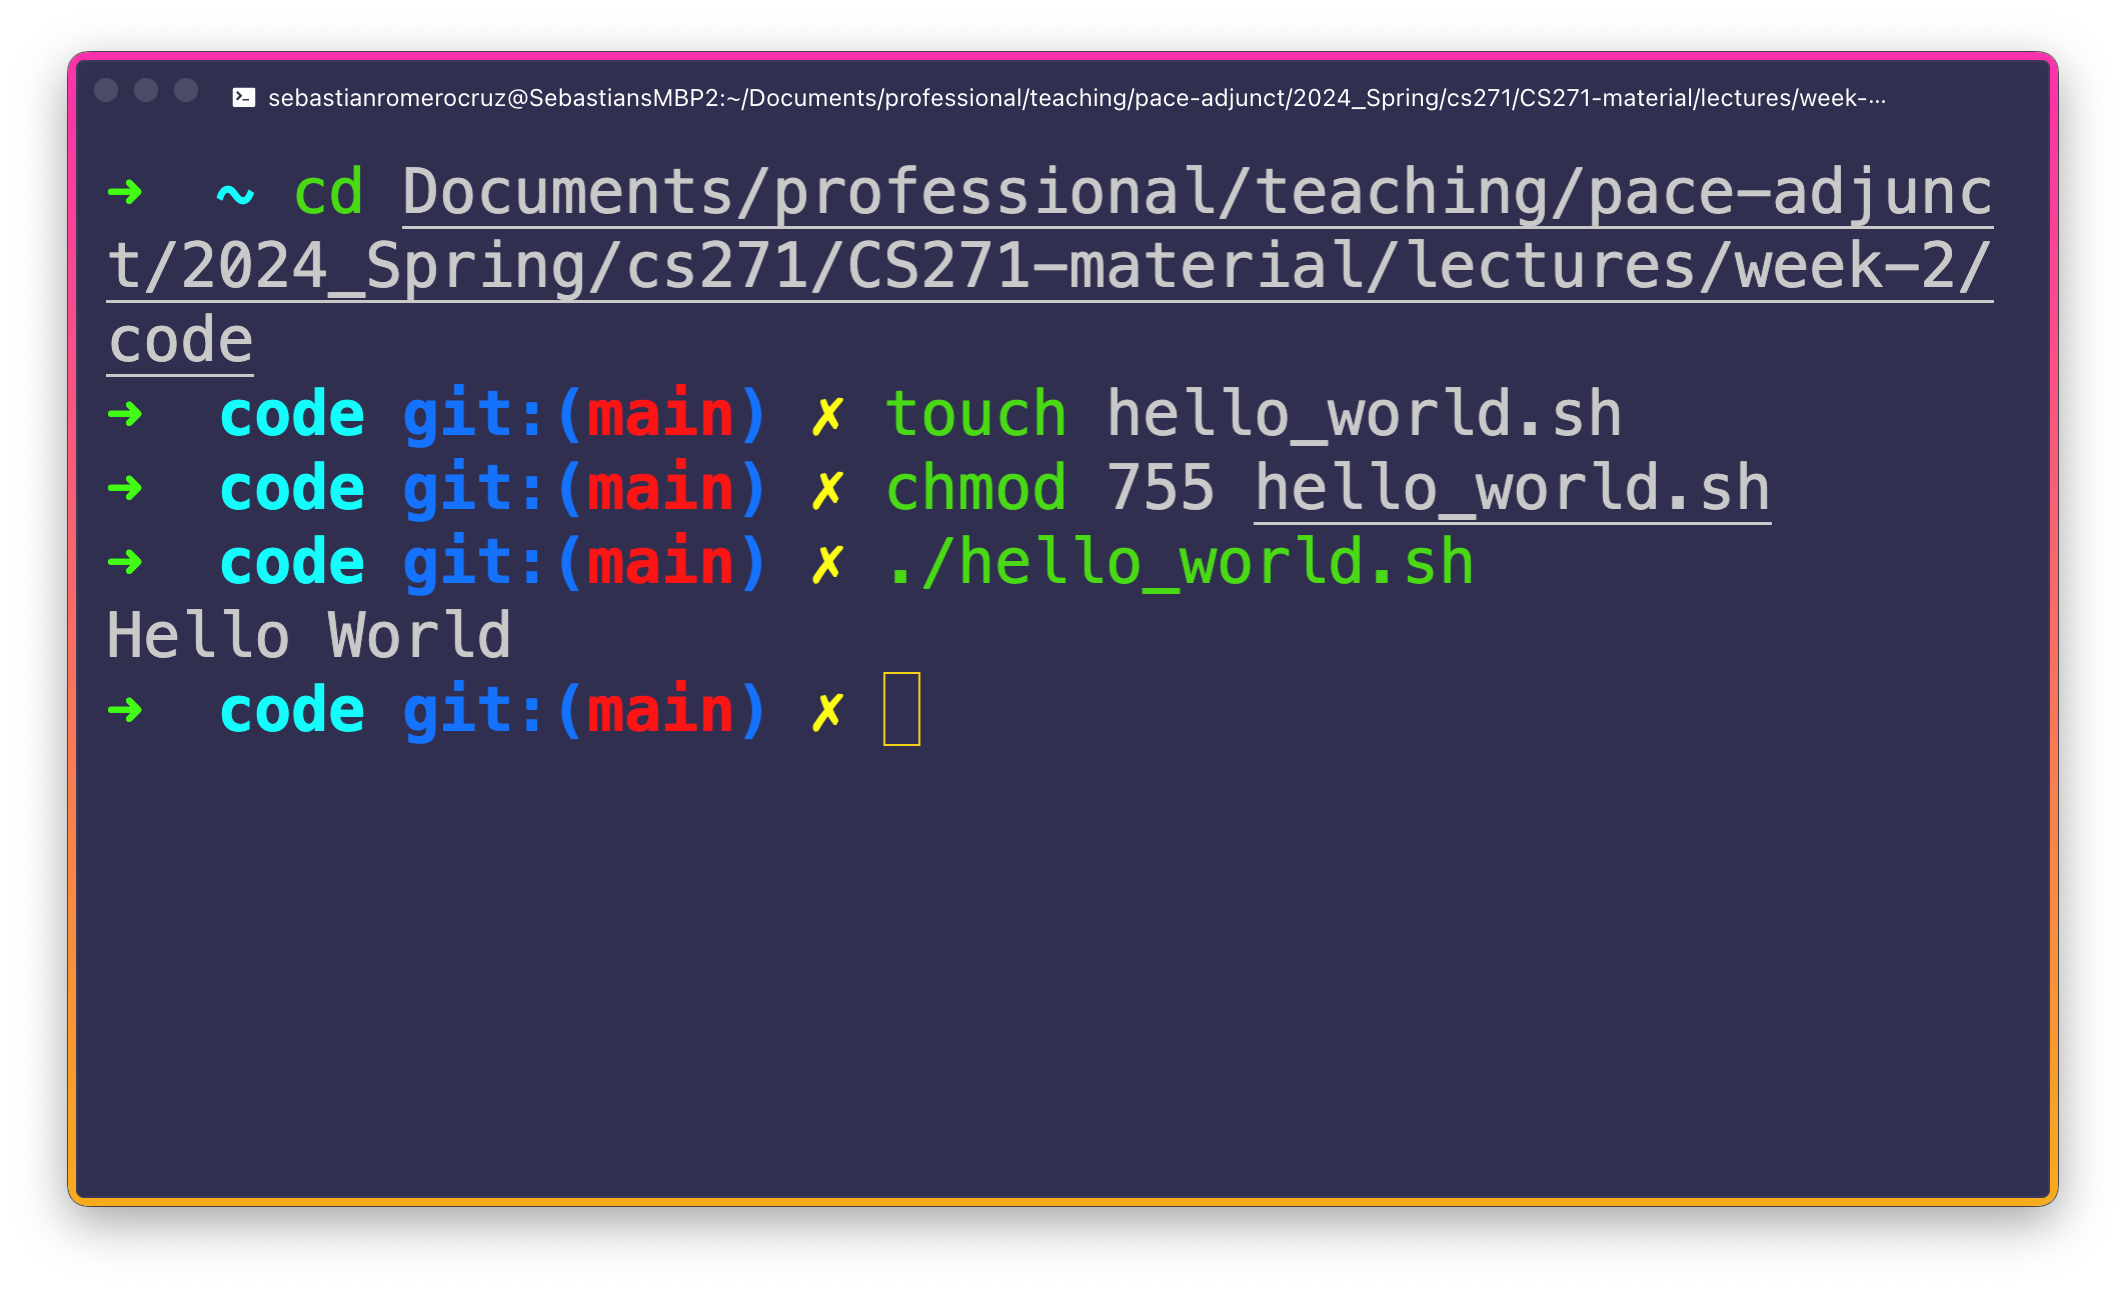 sebastianromerocruz@SebastiansMBP2:~/Documents/professional/teaching/pace-adjunct/2024_Spring/cs271/CS271-material/lectures/week-…
➜  ~ cd Documents/professional/teaching/pace-adjunc
t/2024_Spring/cs271/CS271-material/lectures/week-2/
code
➜  code git:(main) ✗ touch hello_world.sh
➜  code git:(main) ✗ chmod 755 hello_world.sh
➜  code git:(main) ✗ ./hello_world.sh
Hello World
➜  code git:(main) ✗